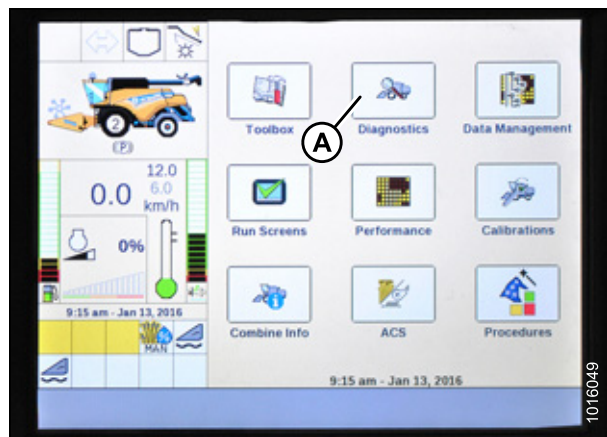 Toolbox
Diagnostics
Data Management
A
2
(P)
12.0
6.0
0.0
km/h
0%
Run Screens
Performance
Calibrations
9:15 am - Jan 13, 2016
MAN
Combine Info
ACS
Procedures
9:15 am - Jan 13, 2016
1016049